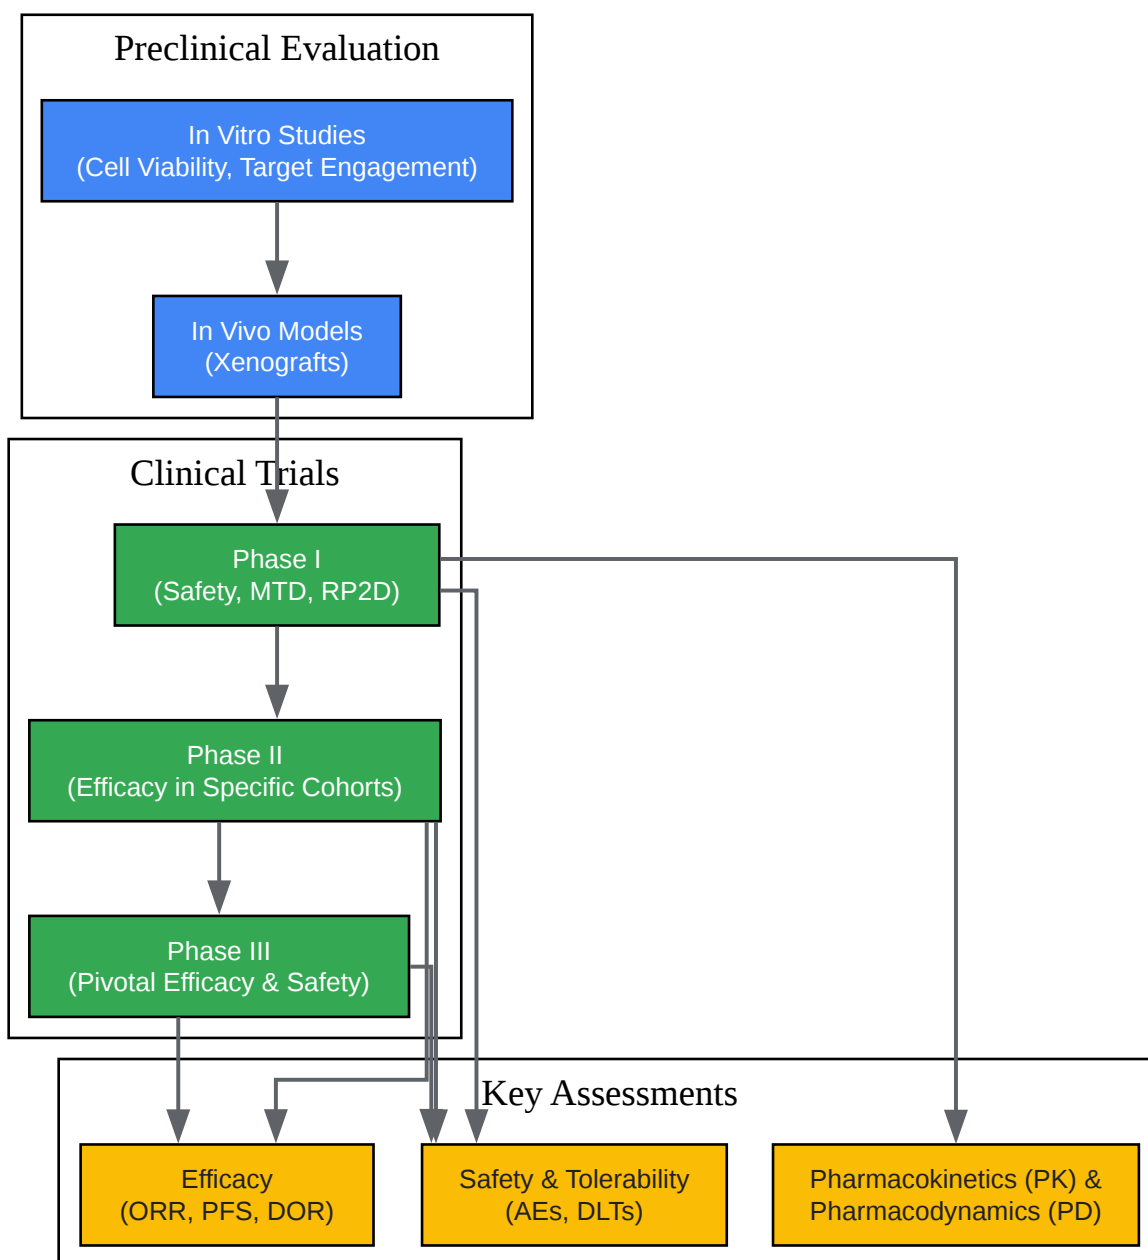 Preclinical Evaluation
In Vitro Studies
(Cell Viability, Target Engagement)
In Vivo Models
(Xenografts)
Clinical Trials
Phase I
(Safety, MTD, RP2D)
Phase II
(Efficacy in Specific Cohorts)
Phase III
(Pivotal Efficacy & Safety)
Key Assessments
Efficacy
(ORR, PFS, DOR)
Safety & Tolerability
(AEs, DLTs)
Pharmacokinetics (PK) &
Pharmacodynamics (PD)